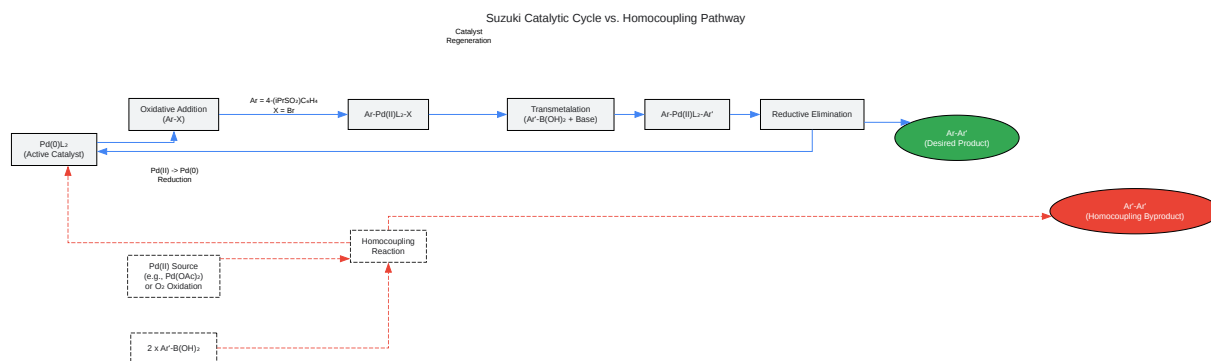 Suzuki Catalytic Cycle vs. Homocoupling Pathway
Catalyst
Regeneration
Oxidative Addition
(Ar-X)
Ar = 4-(iPrSO₂)C₆H₄
X = Br
Ar-Pd(II)L₂-X
Transmetalation
(Ar'-B(OH)₂ + Base)
Ar-Pd(II)L₂-Ar'
Reductive Elimination
Ar-Ar'
(Desired Product)
Pd(0)L₂
(Active Catalyst)
Pd(II) -> Pd(0)
Reduction
Ar'-Ar'
(Homocoupling Byproduct)
Homocoupling
Reaction
Pd(II) Source
(e.g., Pd(OAc)₂)
or O₂ Oxidation
2 x Ar'-B(OH)₂